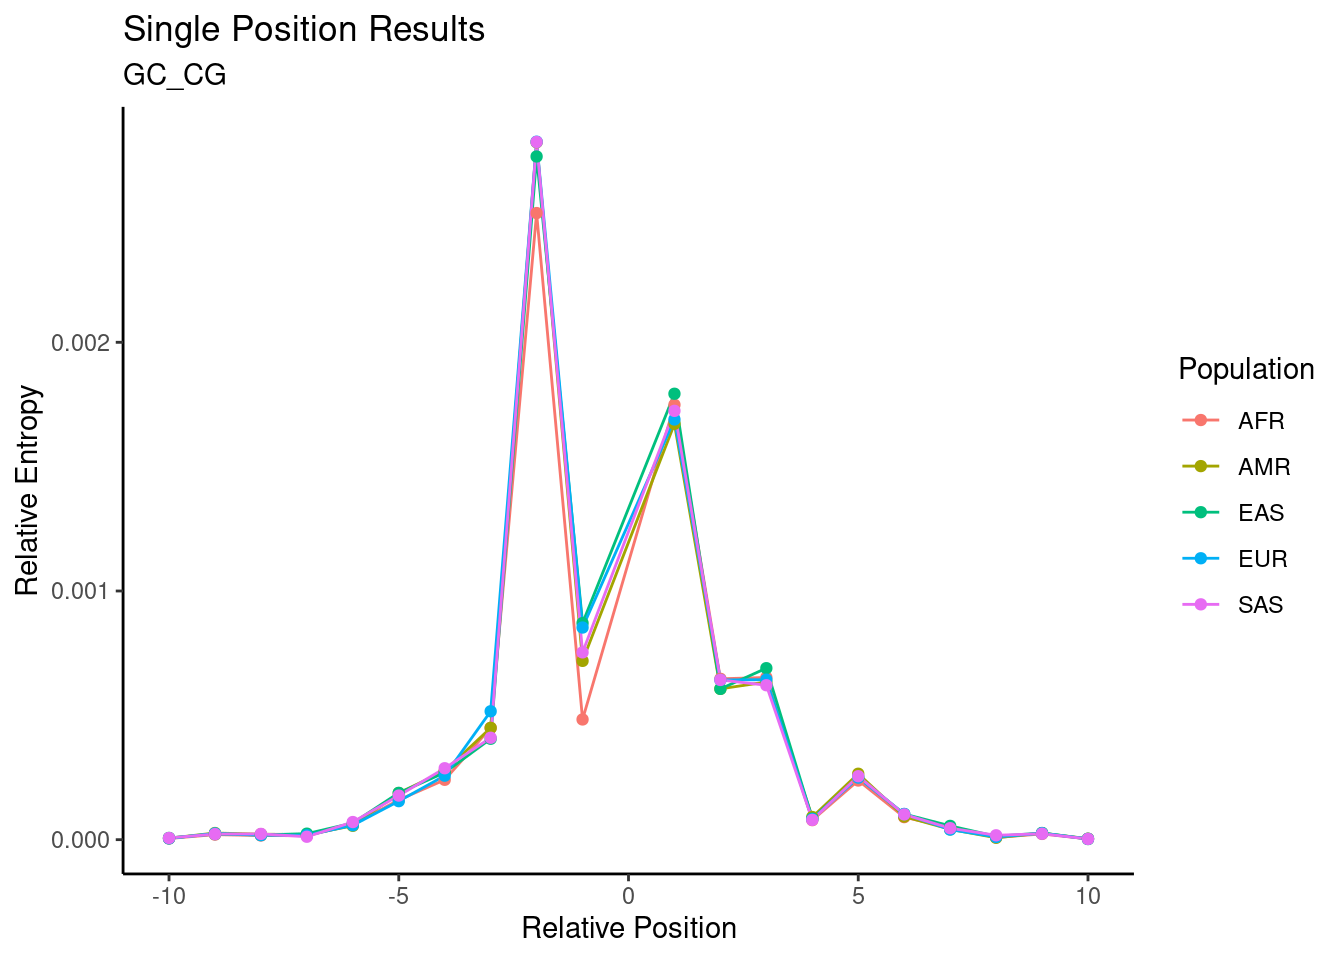 Single Position Results
GC_CG
Relative Entropy
0.002
0.001
0.000
-10 -5 0 5 10
Relative Position
Population
AFR
AMR
EAS
EUR
SAS